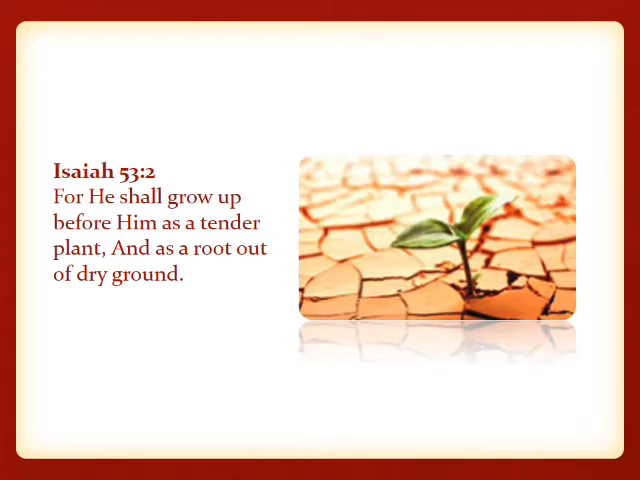 Isaiah 53:2
For He shall grow up
before Him as a tender
plant, And as a root out
of dry ground.